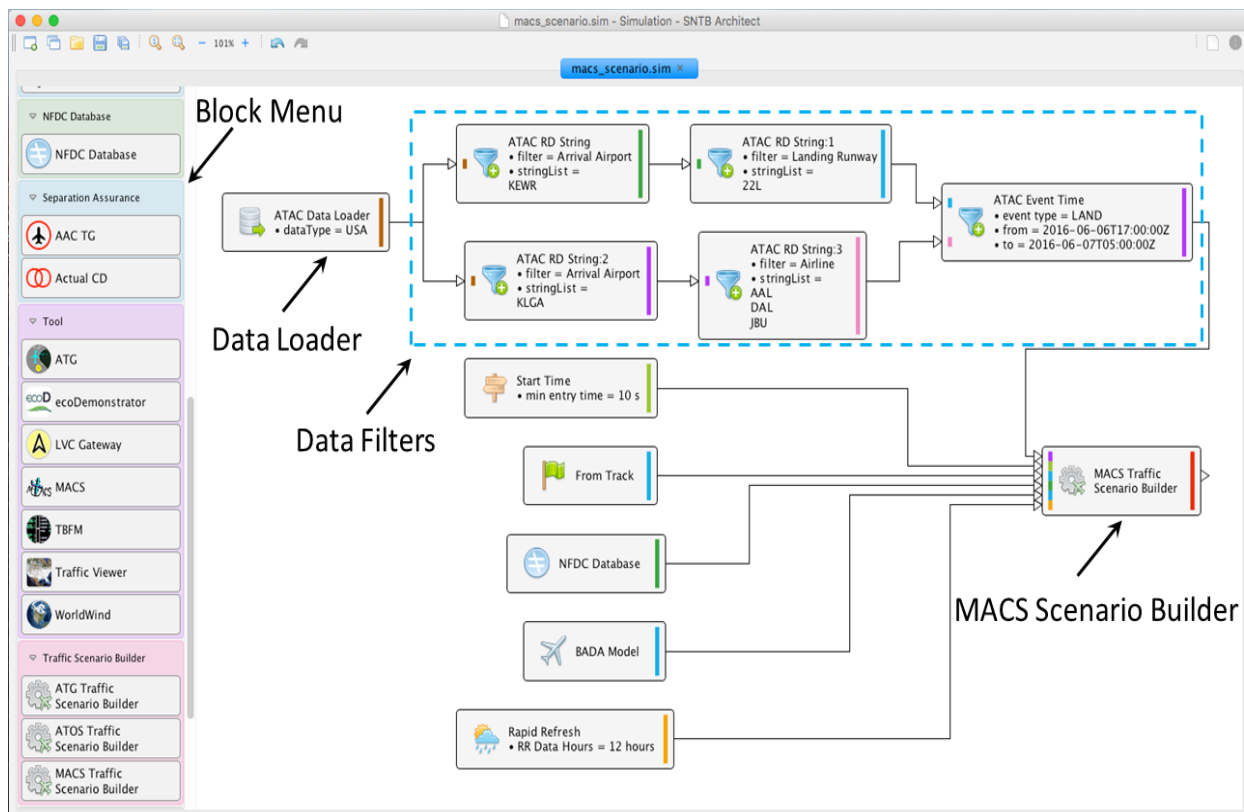 macs_scenario.sim - Simulation - SNTB Architect
101%
macs_scenario.sim ×
NFDC Database
NFDC Database
Separation Assurance
AAC TG
Actual CD
Tool
ATG
ecoD
ecoDemonstrator
LVC Gateway
MACS
MACS
TBFM
Traffic Viewer
WorldWind
Traffic Scenario Builder
ATG Traffic
Scenario Builder
ATOS Traffic
Scenario Builder
MACS Traffic
Scenario Builder
Block Menu
ATAC Data Loader
• dataType = USA
Data Loader
ATAC RD String
• filter = Arrival Airport
• stringList =
KEWR
ATAC RD String:1
• filter = Landing Runway
• stringList =
22L
ATAC RD String:2
• filter = Arrival Airport
• stringList =
KLGA
ATAC RD String:3
• filter = Airline
• stringList =
AAL
DAL
JBU
ATAC Event Time
• event type = LAND
• from = 2016-06-06T17:00:00Z
• to = 2016-06-07T05:00:00Z
Data Filters
Start Time
• min entry time = 10 s
From Track
NFDC Database
BADA Model
Rapid Refresh
• RR Data Hours = 12 hours
MACS Traffic
Scenario Builder
MACS Scenario Builder